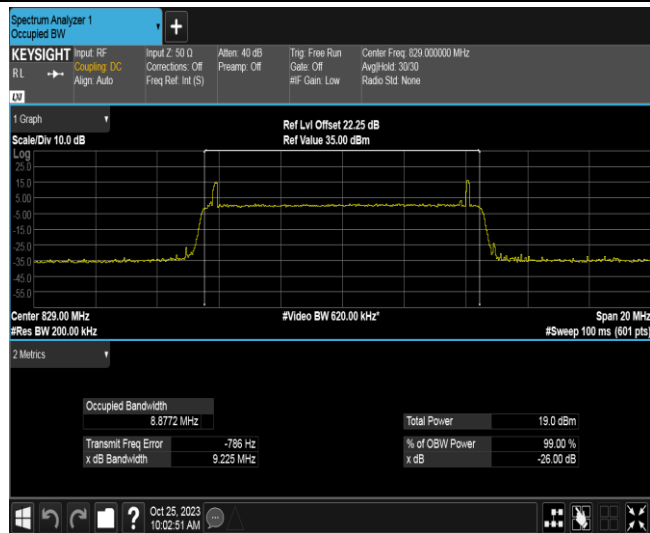 Spectrum Analyzer 1
Occupied BW
+
KEYSIGHT Input: RF Input Z: 50 Ω Atten: 40 dB Trig: Free Run Center Freq: 829.000000 MHz
RL Coupling: DC Corrections: Off Preamp: Off Gate: Off Avg|Hold: 30/30
Align: Auto Freq Ref: Int (S) #IF Gain: Low Radio Std: None
1 Graph
Ref Lvl Offset 22.25 dB
Scale/Div 10.0 dB Ref Value 35.00 dBm
Log
25.0
15.0
5.00
-5.00
-15.0
-25.0
-35.0
-45.0
-55.0
Center 829.00 MHz #Video BW 620.00 kHz* Span 20 MHz
#Res BW 200.00 kHz #Sweep 100 ms (601 pts)
2 Metrics
Occupied Bandwidth
8.8772 MHz Total Power 19.0 dBm
Transmit Freq Error -786 Hz % of OBW Power 99.00 %
x dB Bandwidth 9.225 MHz x dB -26.00 dB
? Oct 25, 2023
10:02:51 AM